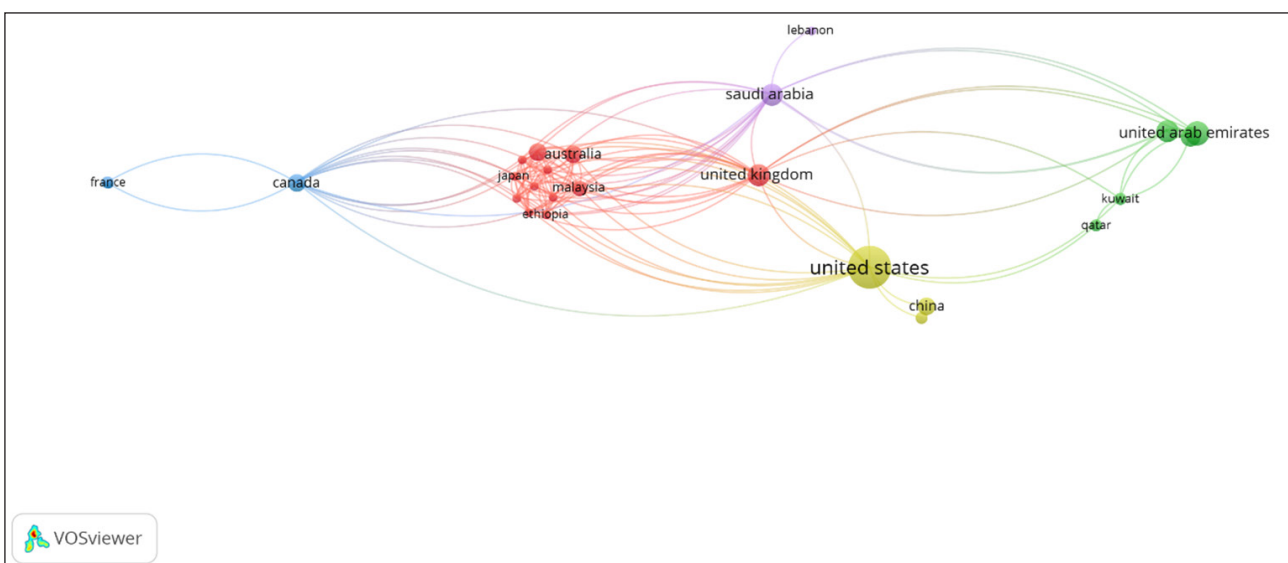 lebanon
saudi arabia
united arab emirates
australia
japan
malaysia
united kingdom
france
canada
kuwait
ethiopia
qatar
united states
china
VOSviewer